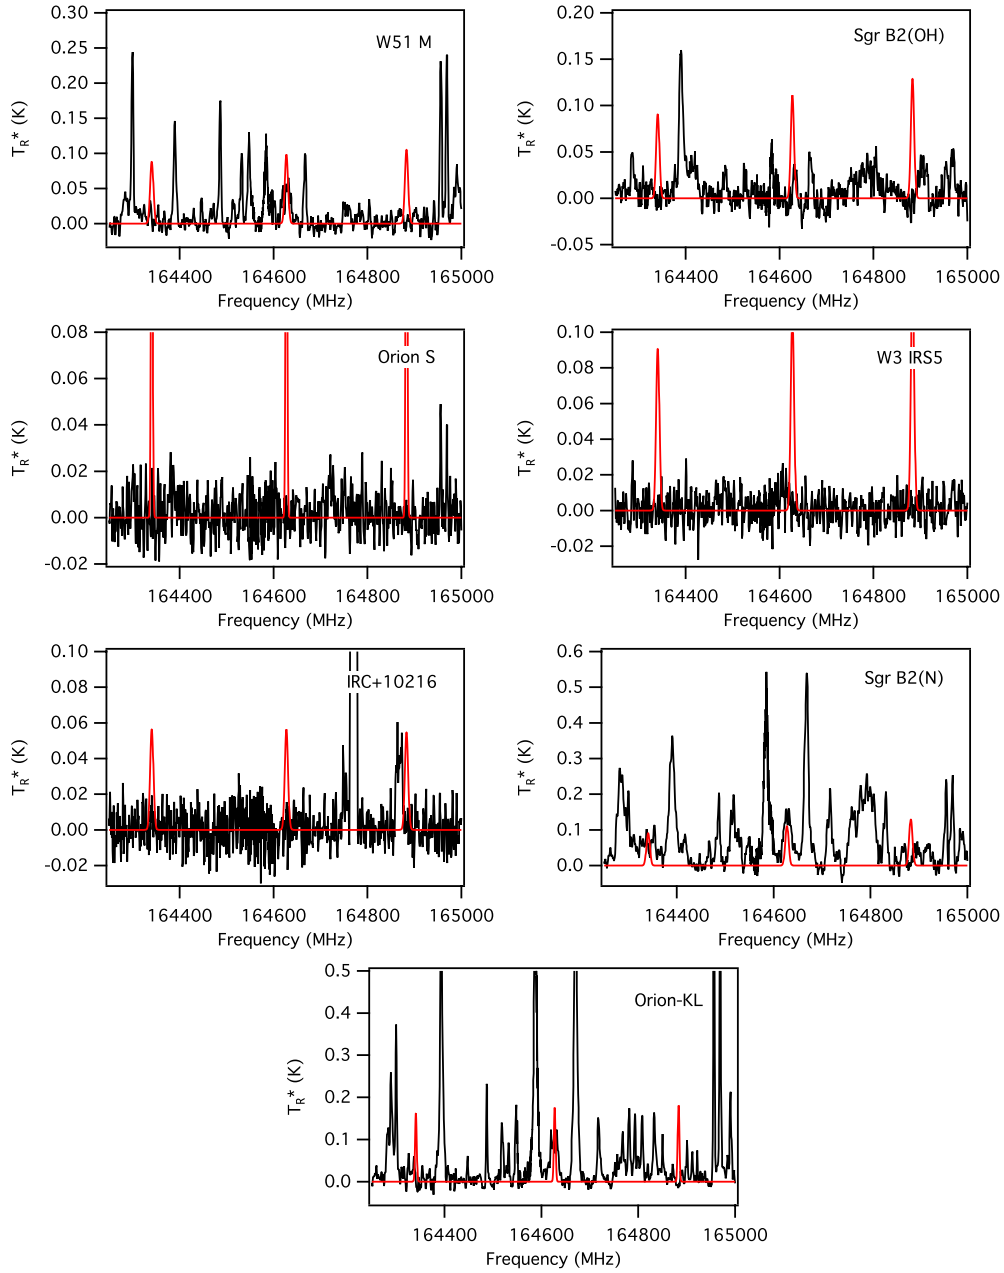 0.30
0.25
0.20
0.15
0.10
0.05
0.00
T_R* (K)
W51 M
164400 164600 164800 165000
Frequency (MHz)
0.20
0.15
0.10
0.05
0.00
-0.05
T_R* (K)
Sgr B2(OH)
164400 164600 164800 165000
Frequency (MHz)
0.08
0.06
0.04
0.02
0.00
-0.02
T_R* (K)
Orion S
164400 164600 164800 165000
Frequency (MHz)
0.10
0.08
0.06
0.04
0.02
0.00
-0.02
T_R* (K)
W3 IRS5
164400 164600 164800 165000
Frequency (MHz)
0.10
0.08
0.06
0.04
0.02
0.00
-0.02
T_R* (K)
IRC+10216
164400 164600 164800 165000
Frequency (MHz)
0.6
0.5
0.4
0.3
0.2
0.1
0.0
T_R* (K)
Sgr B2(N)
164400 164600 164800 165000
Frequency (MHz)
0.5
0.4
0.3
0.2
0.1
0.0
T_R* (K)
Orion-KL
164400 164600 164800 165000
Frequency (MHz)